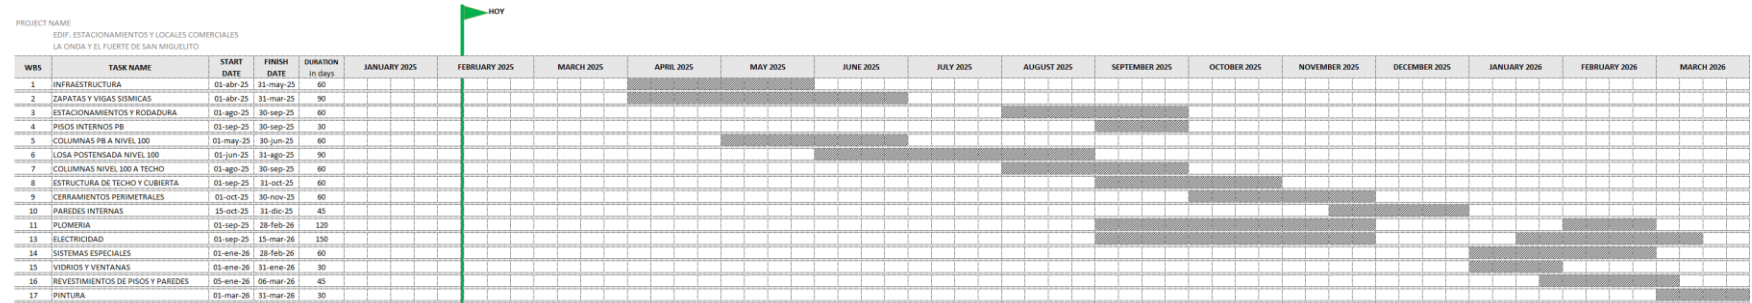 HOY
PROJECT NAME
EDIF. ESTACIONAMIENTOS Y LOCALES COMERCIALES
LA ONDA Y EL FUERTE DE SAN MIGUELITO
WBS TASK NAME START DATE FINISH DATE DURATION in days JANUARY 2025 FEBRUARY 2025 MARCH 2025 APRIL 2025 MAY 2025 JUNE 2025 JULY 2025 AUGUST 2025 SEPTEMBER 2025 OCTOBER 2025 NOVEMBER 2025 DECEMBER 2025 JANUARY 2026 FEBRUARY 2026 MARCH 2026
1 INFRAESTRUCTURA 01-abr-25 31-may-25 60
2 ZAPATAS Y VIGAS SISMICAS 01-abr-25 31-mar-25 90
3 ESTACIONAMIENTOS Y RODADURA 01-ago-25 30-sep-25 60
4 PISOS INTERNOS PB 01-sep-25 30-sep-25 30
5 COLUMNAS PB A NIVEL 100 01-may-25 30-jun-25 60
6 LOSA POSTENSADA NIVEL 100 01-jun-25 31-ago-25 90
7 COLUMNAS NIVEL 100 A TECHO 01-ago-25 30-sep-25 60
8 ESTRUCTURA DE TECHO Y CUBIERTA 01-sep-25 31-oct-25 60
9 CERRAMIENTOS PERIMETRALES 01-oct-25 30-nov-25 60
10 PAREDES INTERNAS 15-oct-25 31-dic-25 45
11 PLOMERIA 01-sep-25 28-feb-26 120
13 ELECTRICIDAD 01-sep-25 15-mar-26 150
14 SISTEMAS ESPECIALES 01-ene-26 28-feb-26 60
15 VIDRIOS Y VENTANAS 01-ene-26 31-ene-26 30
16 REVESTIMIENTOS DE PISOS Y PAREDES 05-ene-26 06-mar-26 45
17 PINTURA 01-mar-26 31-mar-26 30